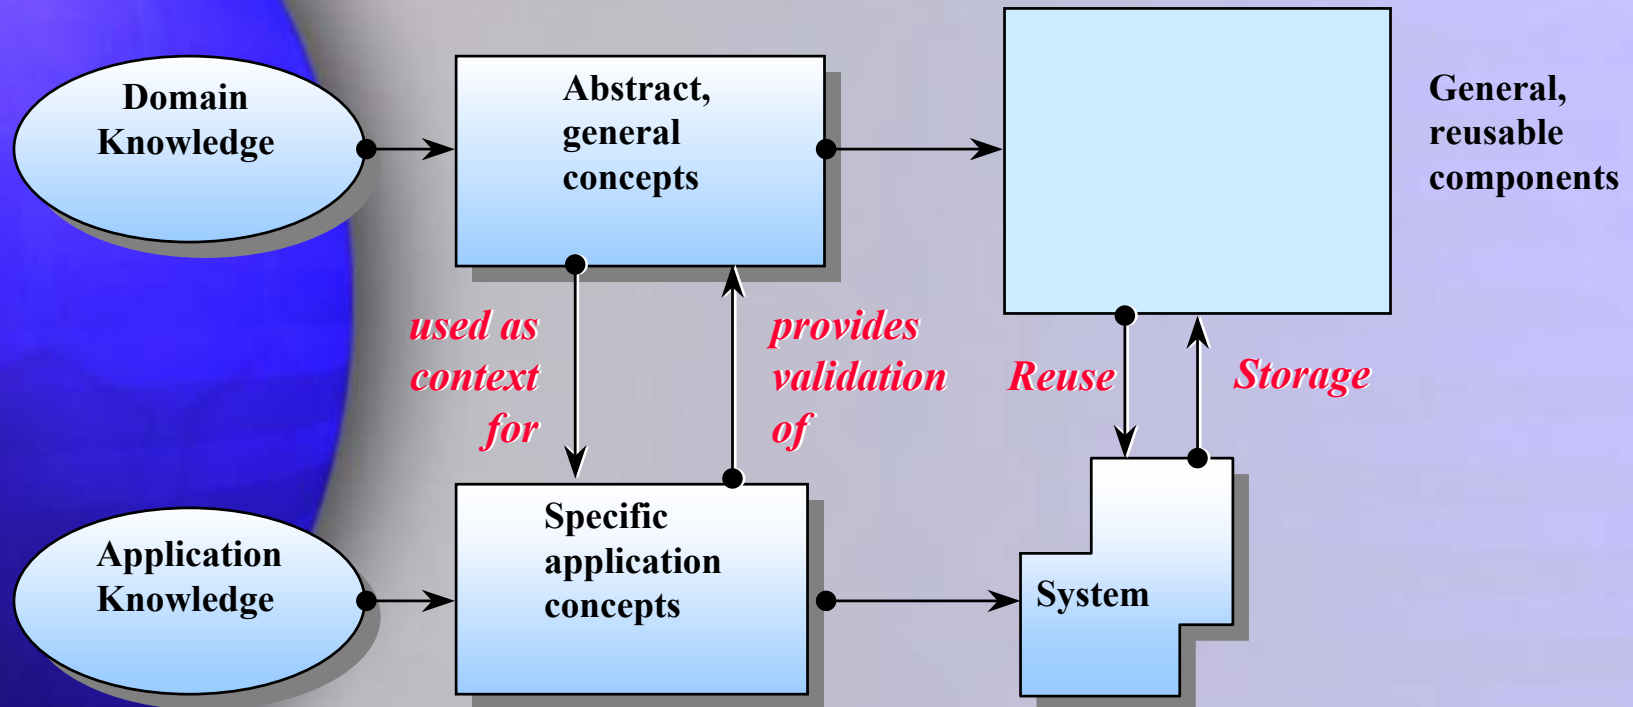 Domain
Knowledge
Abstract,
general
concepts
General,
reusable
components
used as
context
for
provides
validation
of
Reuse
Storage
Application
Knowledge
Specific
application
concepts
System